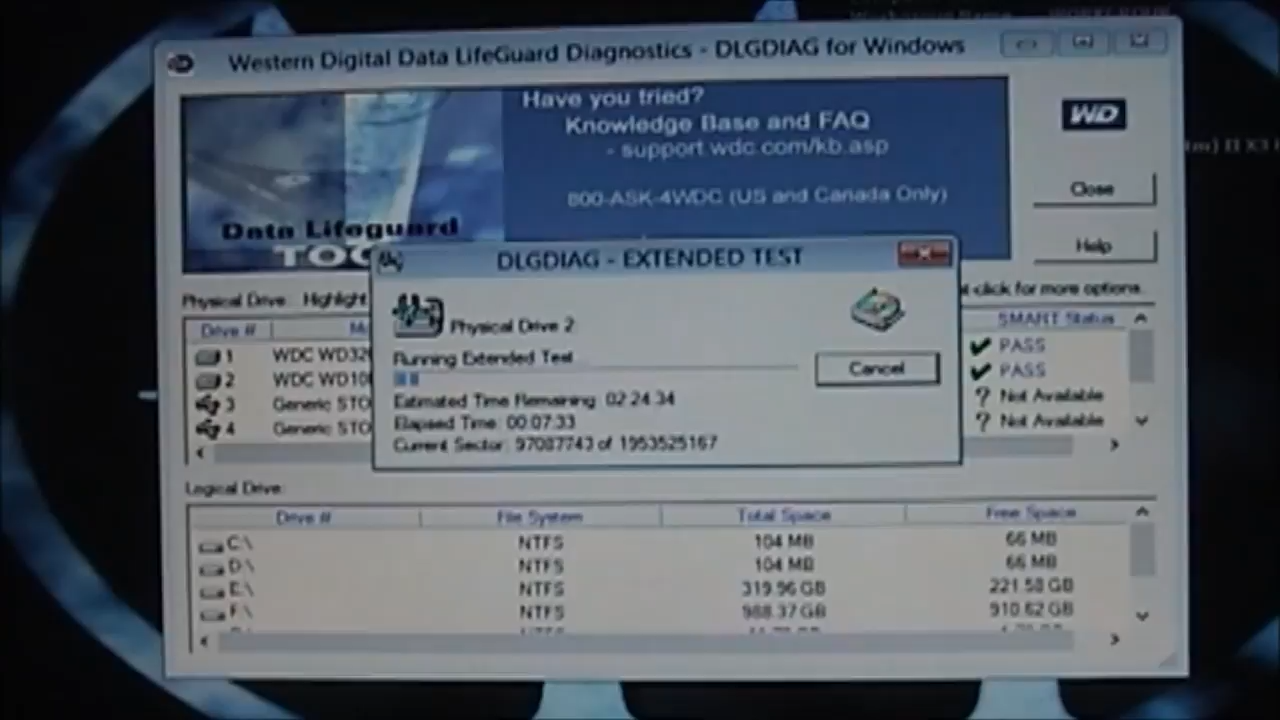 Western Digital Data LifeGuard Diagnostics - DLGDIAG for Windows
Have you tried?
Knowledge Base and FAQ
- support.wdc.com/kb.asp
800-ASK-4WDC (US and Canada Only)
Data Lifeguard
WD
Close
Help
DLGDIAG - EXTENDED TEST
Physical Drive 2
Running Extended Test
Cancel
Estimated Time Remaining: 02:24:34
Elapsed Time: 00:07:33
Current Sector: 97087743 of 1953525167
Physical Drive: Highlight
click for more options.
Drive # SMART Status
1 WDC PASS
2 WDC PASS
3 Generic ? Not Available
4 Generic ? Not Available
Logical Drive:
Drive # File System Total Space Free Space
C:\ NTFS 104 MB 66 MB
D:\ NTFS 104 MB 66 MB
E:\ NTFS 319.96 GB 221.58 GB
F:\ NTFS 988.37 GB 910.62 GB